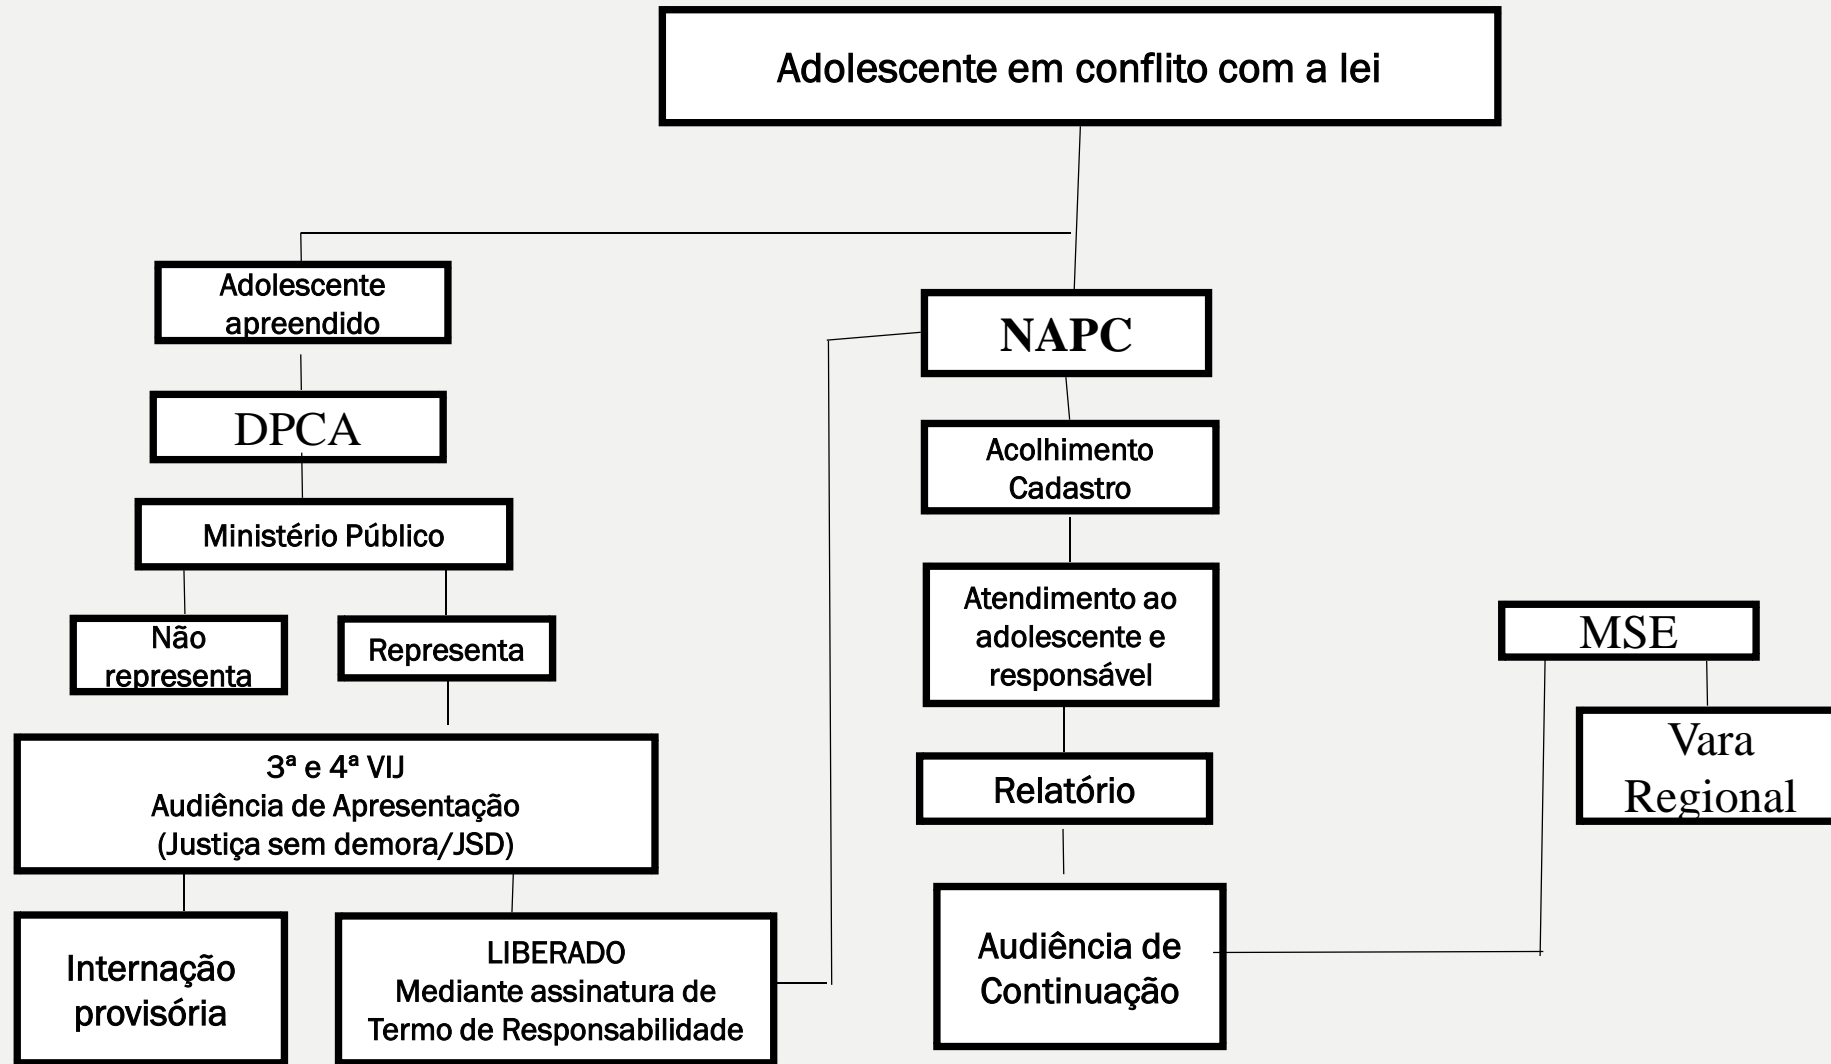 Adolescente em conflito com a lei
Adolescente
apreendido
DPCA
Ministério Público
Não
representa
Representa
3ª e 4ª VIJ
Audiência de Apresentação
(Justiça sem demora/JSD)
Internação
provisória
LIBERADO
Mediante assinatura de
Termo de Responsabilidade
NAPC
Acolhimento
Cadastro
Atendimento ao
adolescente e
responsável
Relatório
Audiência de
Continuação
MSE
Vara
Regional